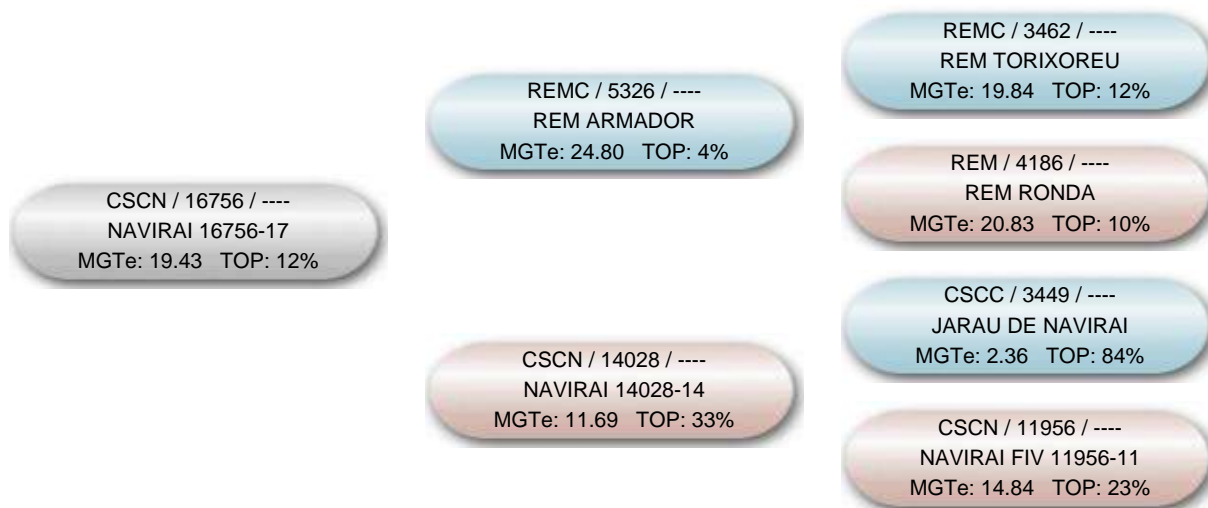 CSCN / 16756 / ----
NAVIRAI 16756-17
MGTe: 19.43 TOP: 12%
REMC / 5326 / ----
REM ARMADOR
MGTe: 24.80 TOP: 4%
CSCN / 14028 / ----
NAVIRAI 14028-14
MGTe: 11.69 TOP: 33%
REMC / 3462 / ----
REM TORIXOREU
MGTe: 19.84 TOP: 12%
REM / 4186 / ----
REM RONDA
MGTe: 20.83 TOP: 10%
CSCC / 3449 / ----
JARAU DE NAVIRAI
MGTe: 2.36 TOP: 84%
CSCN / 11956 / ----
NAVIRAI FIV 11956-11
MGTe: 14.84 TOP: 23%